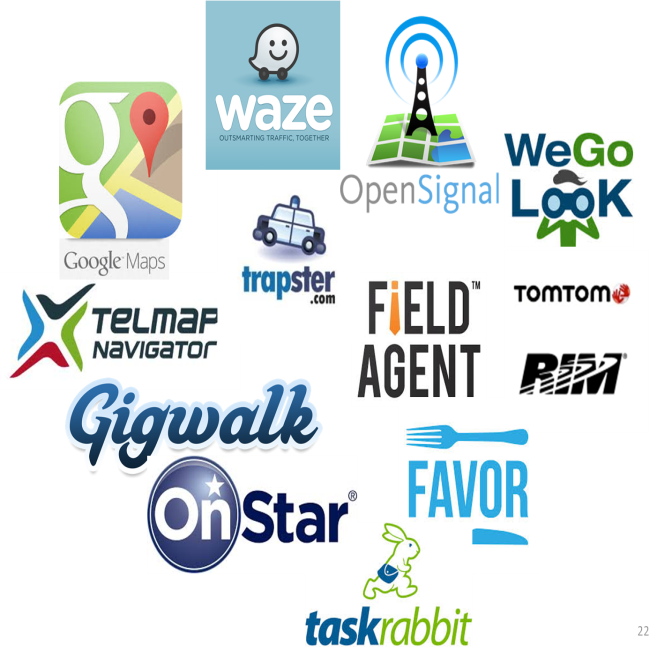 waze
OUTSMARTING TRAFFIC, TOGETHER
OpenSignal
g
Google Maps
WeGo
LooK
trapster
.com
TELMAP
NAVIGATOR
FiELD™
AGENT
TOMTOM
RIM®
Gigwalk
OnStar®
FAVOR
taskrabbit
22